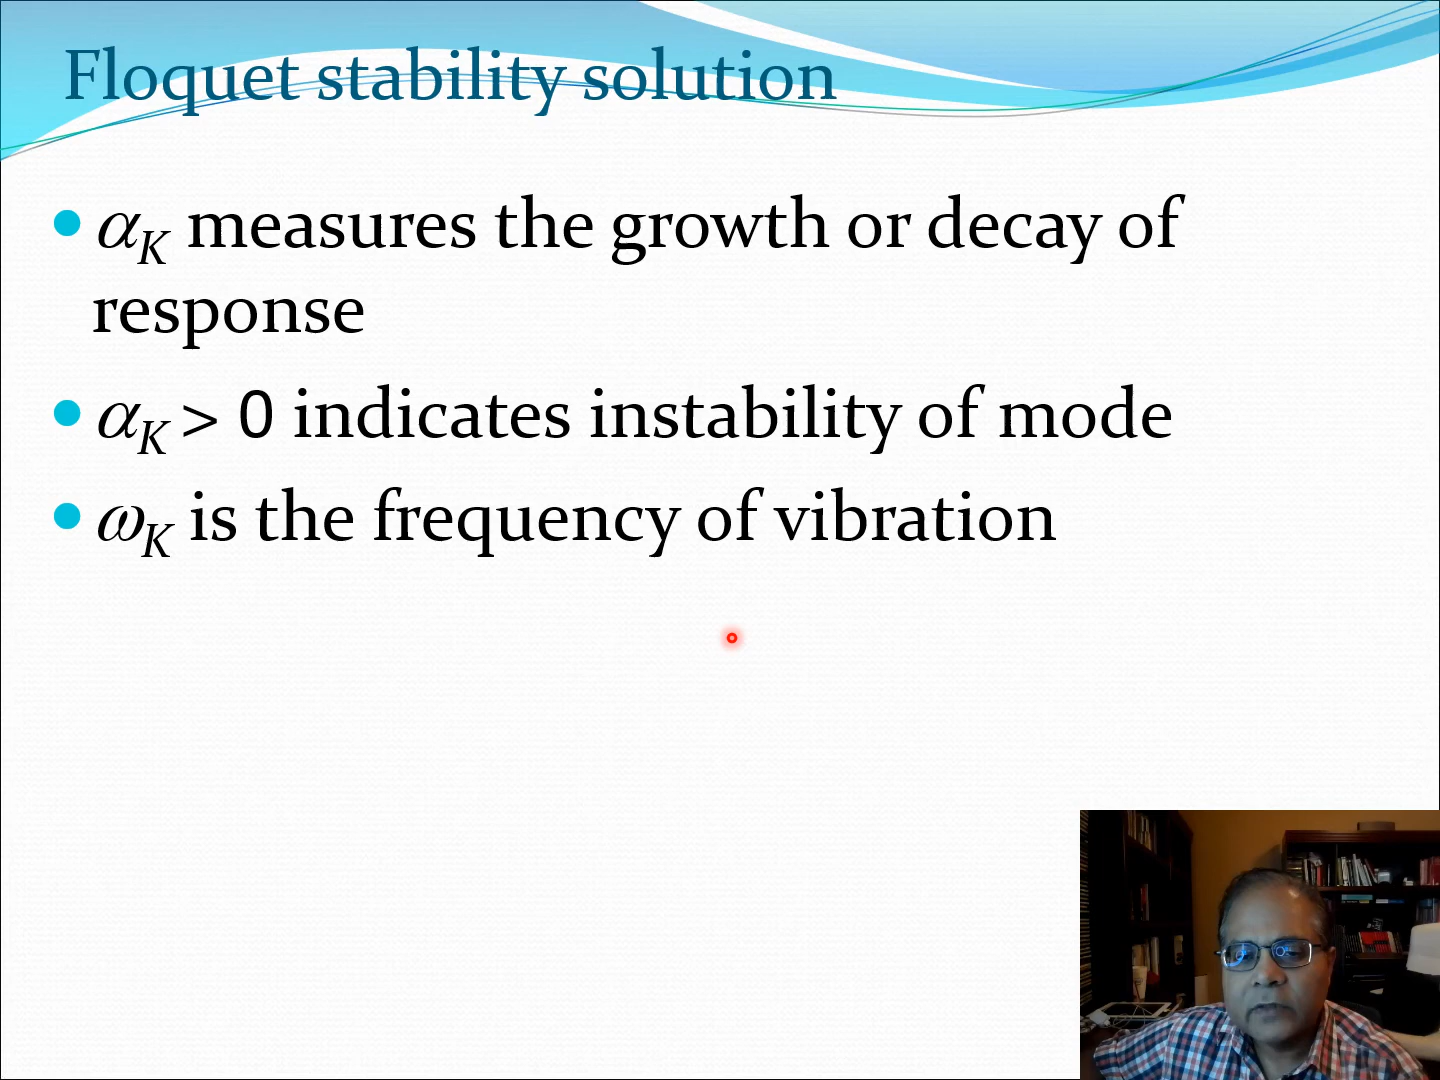 Floquet stability solution
• α_K measures the growth or decay of
response
• α_K > 0 indicates instability of mode
• ω_K is the frequency of vibration